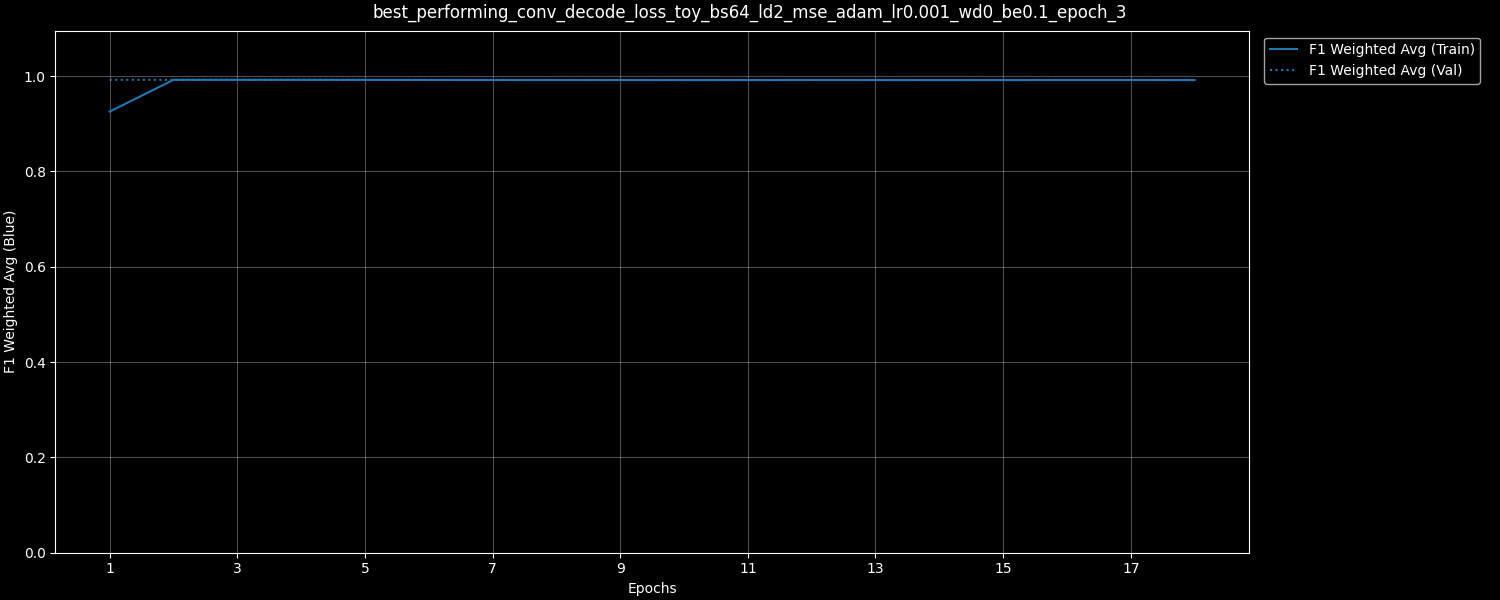 best_performing_conv_decode_loss_toy_bs64_ld2_mse_adam_lr0.001_wd0_be0.1_epoch_3
F1 Weighted Avg (Train)
F1 Weighted Avg (Val)
F1 Weighted Avg (Blue)
1.0
0.8
0.6
0.4
0.2
0.0
1 3 5 7 9 11 13 15 17
Epochs